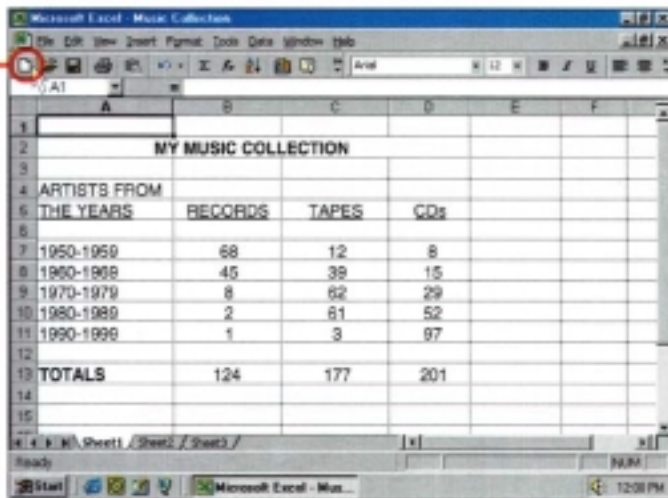 Microsoft Excel - Music Collection
File Edit View Insert Format Tools Data Window Help
Arial 12 B I U
A1 =
A B C D E F
1
2 MY MUSIC COLLECTION
3
4 ARTISTS FROM
5 THE YEARS RECORDS TAPES CDs
6
7 1950-1959 68 12 8
8 1960-1969 45 39 15
9 1970-1979 8 62 29
10 1980-1989 2 61 52
11 1990-1999 1 3 97
12
13 TOTALS 124 177 201
14
15
Sheet1 Sheet2 Sheet3
Ready NUM
Start Microsoft Excel - Mus... 12:00 PM